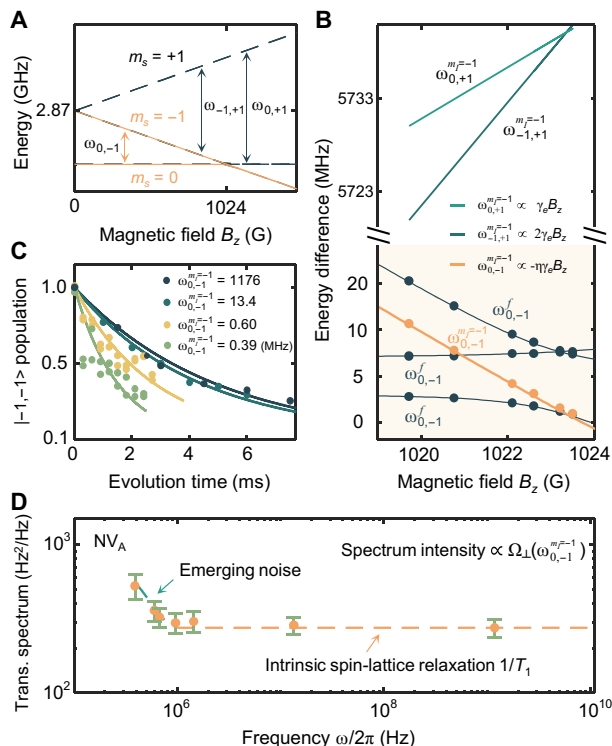 A
Energy (GHz)
2.87
m_s = +1
m_s = −1
ω_{0,−1}
ω_{−1,+1}
ω_{0,+1}
m_s = 0
0
1024
Magnetic field B_z (G)
B
Energy difference (MHz)
5733
5723
20
10
5
0
ω_{0,+1}^{m_I=−1}
ω_{−1,+1}^{m_I=−1}
ω_{0,+1}^{m_I=−1} ∝ γ_eB_z
ω_{−1,+1}^{m_I=−1} ∝ 2γ_eB_z
ω_{0,−1}^{m_I=−1} ∝ -ηγ_eB_z
ω_{0,−1}^f
ω_{0,−1}^{m_I=−1}
ω_{0,−1}^f
ω_{0,−1}^f
1020
1022
1024
Magnetic field B_z (G)
C
|−1,−1> population
1.0
0.5
0.1
ω_{0,−1}^{m_I=−1} = 1176
ω_{0,−1}^{m_I=−1} = 13.4
ω_{0,−1}^{m_I=−1} = 0.60
ω_{0,−1}^{m_I=−1} = 0.39 (MHz)
0
2
4
6
Evolution time (ms)
D
Trans. spectrum (Hz²/Hz)
10³
10²
NV_A
Emerging noise
Spectrum intensity ∝ Ω_⊥(ω_{0,−1}^{m_I=−1})
Intrinsic spin-lattice relaxation 1/T₁
10⁶
10⁸
10¹⁰
Frequency ω/2π (Hz)